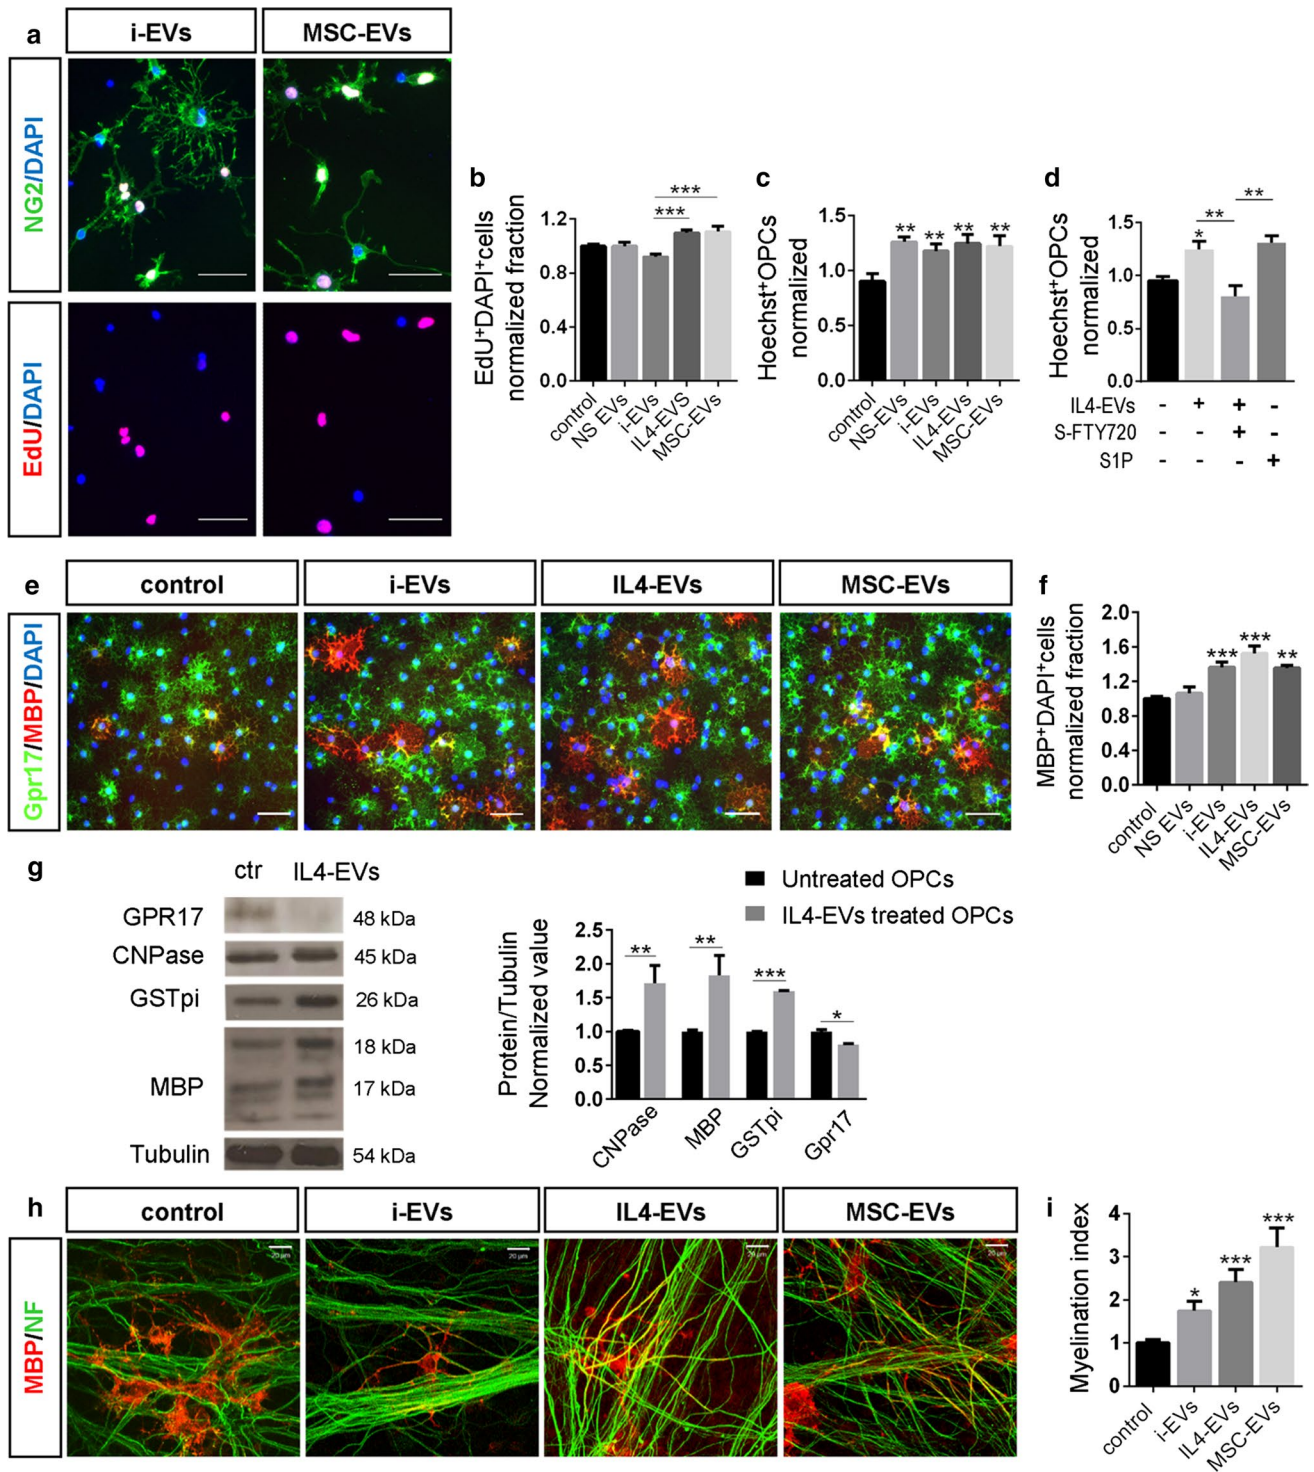 a
i-EVs
MSC-EVs
NG2/DAPI
EdU/DAPI
b
EdU⁺DAPI⁺cells
normalized fraction
1.2
0.8
0.4
0.0
***
***
control
NS EVs
i-EVs
IL4-EVS
MSC-EVs
c
Hoechst⁺OPCs
normalized
1.5
1.0
0.5
0.0
** ** ** **
control
NS-EVs
i-EVs
IL4-EVs
MSC-EVs
d
Hoechst⁺OPCs
normalized
1.5
1.0
0.5
0.0
**
**
*
IL4-EVs - + + -
S-FTY720 - - + -
S1P - - - +
e
control
i-EVs
IL4-EVs
MSC-EVs
Gpr17/MBP/DAPI
f
MBP⁺DAPI⁺cells
normalized fraction
2.0
1.6
1.2
0.8
0.4
0.0
*** *** **
control
NS EVs
i-EVs
IL4-EVs
MSC-EVs
g
ctr IL4-EVs
GPR17 48 kDa
CNPase 45 kDa
GSTpi 26 kDa
18 kDa
MBP 17 kDa
Tubulin 54 kDa
Untreated OPCs
IL4-EVs treated OPCs
Protein/Tubulin
Normalized value
2.5
2.0
1.5
1.0
0.5
0.0
** ** *** *
CNPase
MBP
GSTpi
Gpr17
h
control
i-EVs
IL4-EVs
MSC-EVs
MBP/NF
20 µm
20 µm
20 µm
20 µm
i
Myelination index
4
3
2
1
0
* *** ***
control
i-EVs
IL4-EVs
MSC-EVs